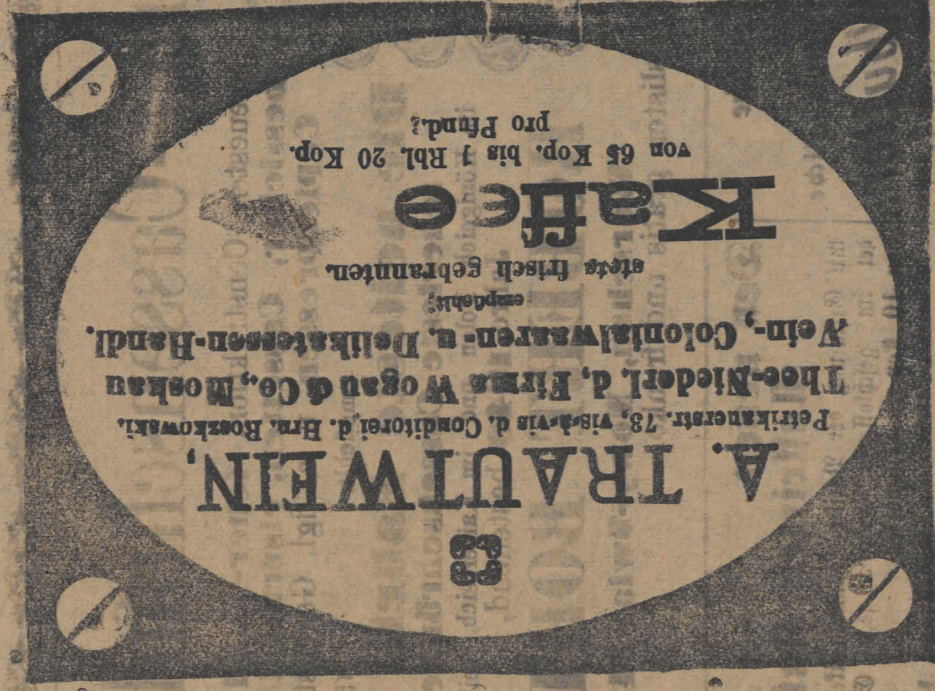 A. TRAUTWEIN,
Petrikauerstr. 73, vis-à-vis d. Conditorei d. Hrn. Roszkowski.
Thee-Niederl. d. Firma Wogau & Co., Moskau
Wein-, Colonialwaaren- u. Delikatessen-Handl.
empfiehlt:
stets frisch gebrannten
Kaffee
von 65 Kop. bis 1 Rbl. 20 Kop.
pro Pfund.